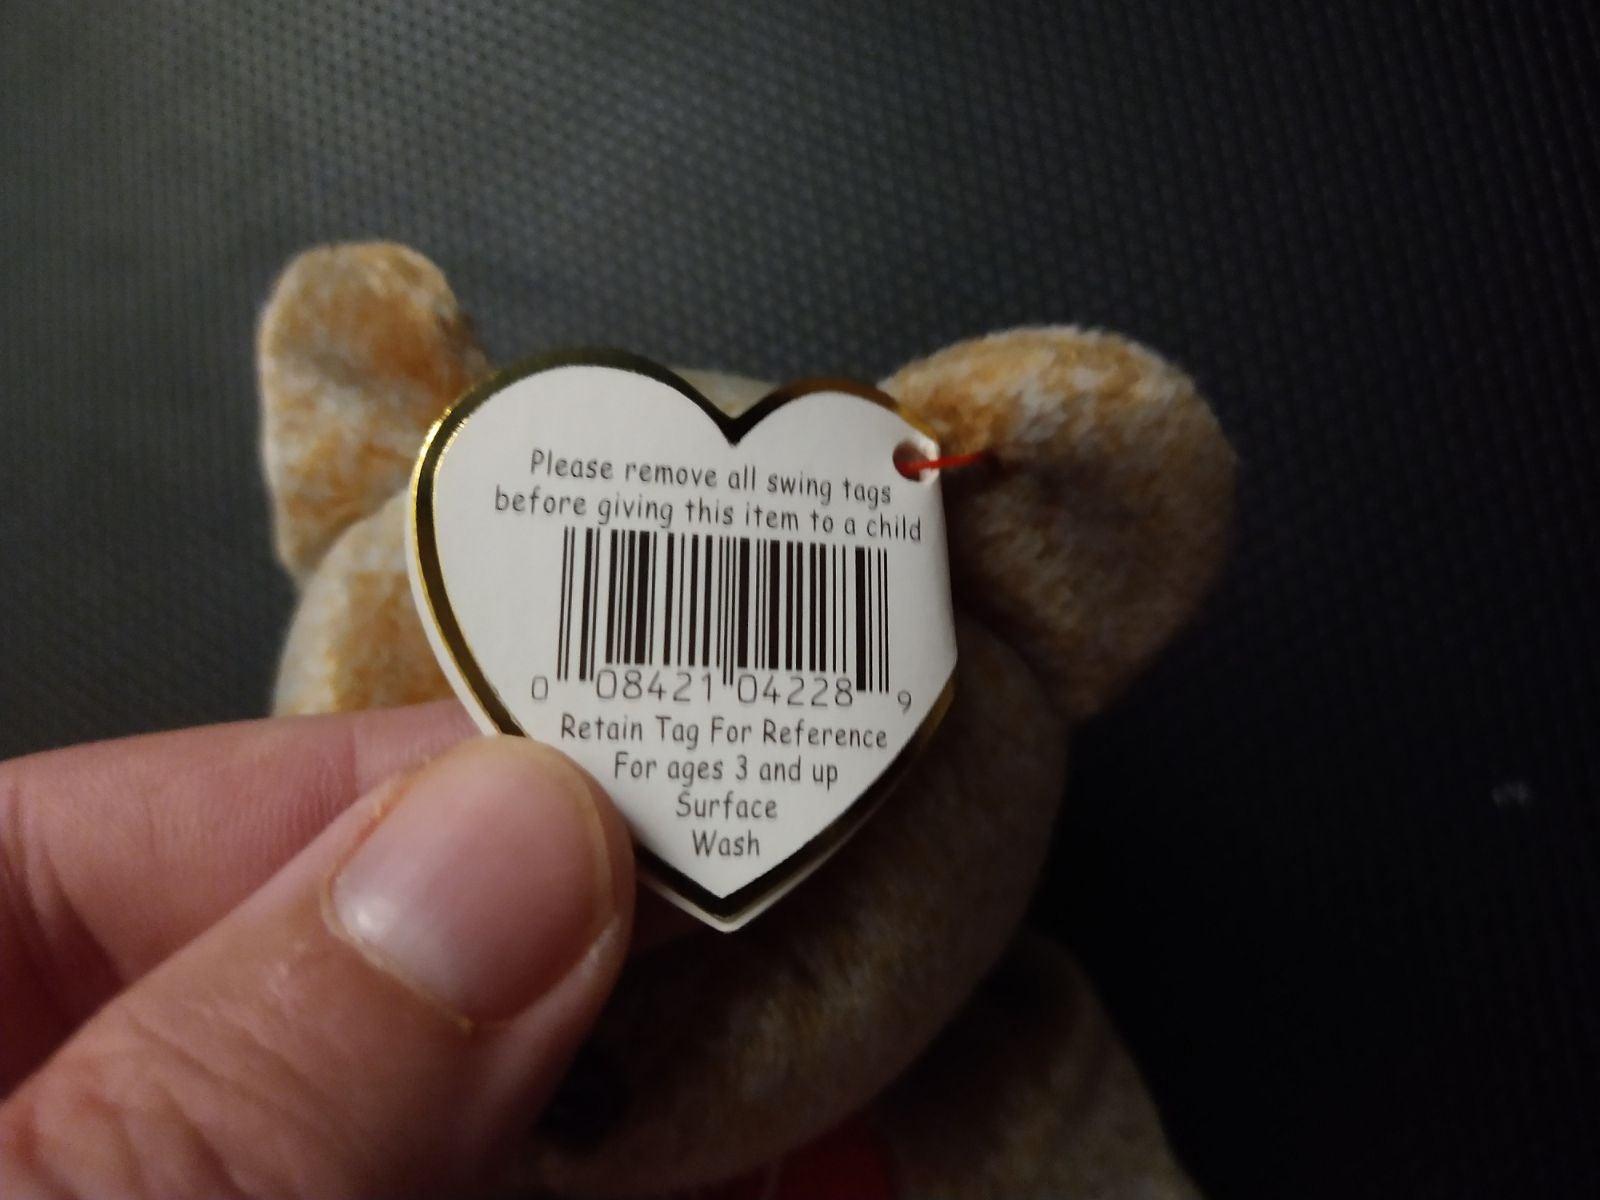 Please remove all swing tags
before giving this item to a child
0 08421 04228 9
Retain Tag For Reference
For ages 3 and up
Surface
Wash